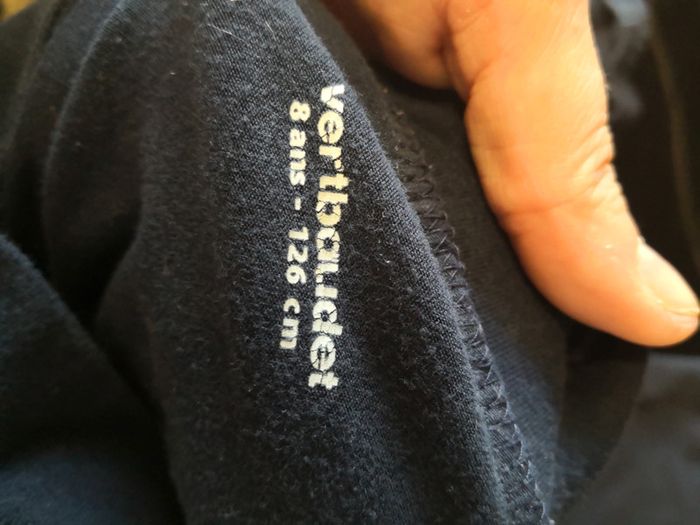 vertbaudet
8 ans - 126 cm